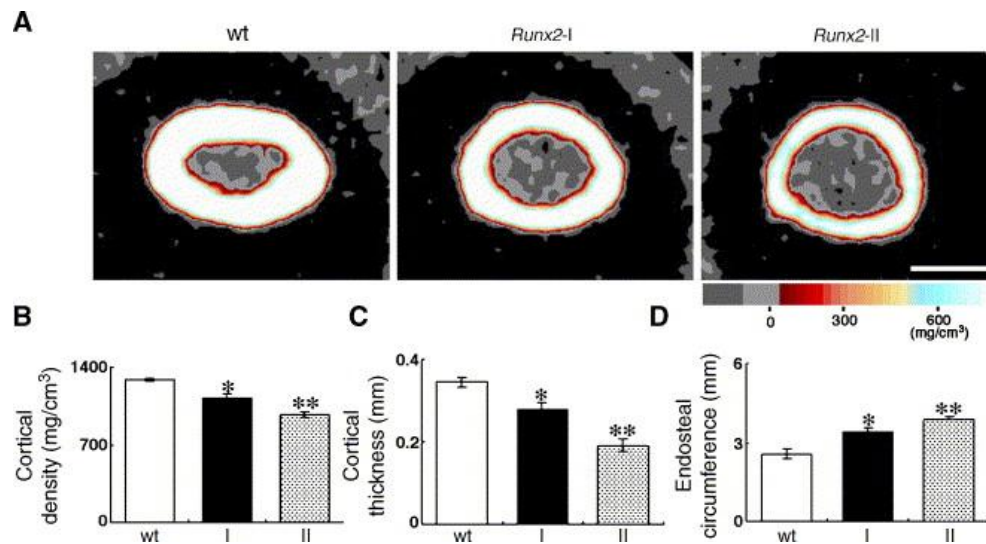 A
wt
Runx2-I
Runx2-II
0
300
600
(mg/cm³)
B
Cortical
density (mg/cm³)
1400
700
0
*
**
wt
I
II
C
Cortical
thickness (mm)
0.4
0.2
0
*
**
wt
I
II
D
Endosteal
circumference (mm)
6
3
0
*
**
wt
I
II